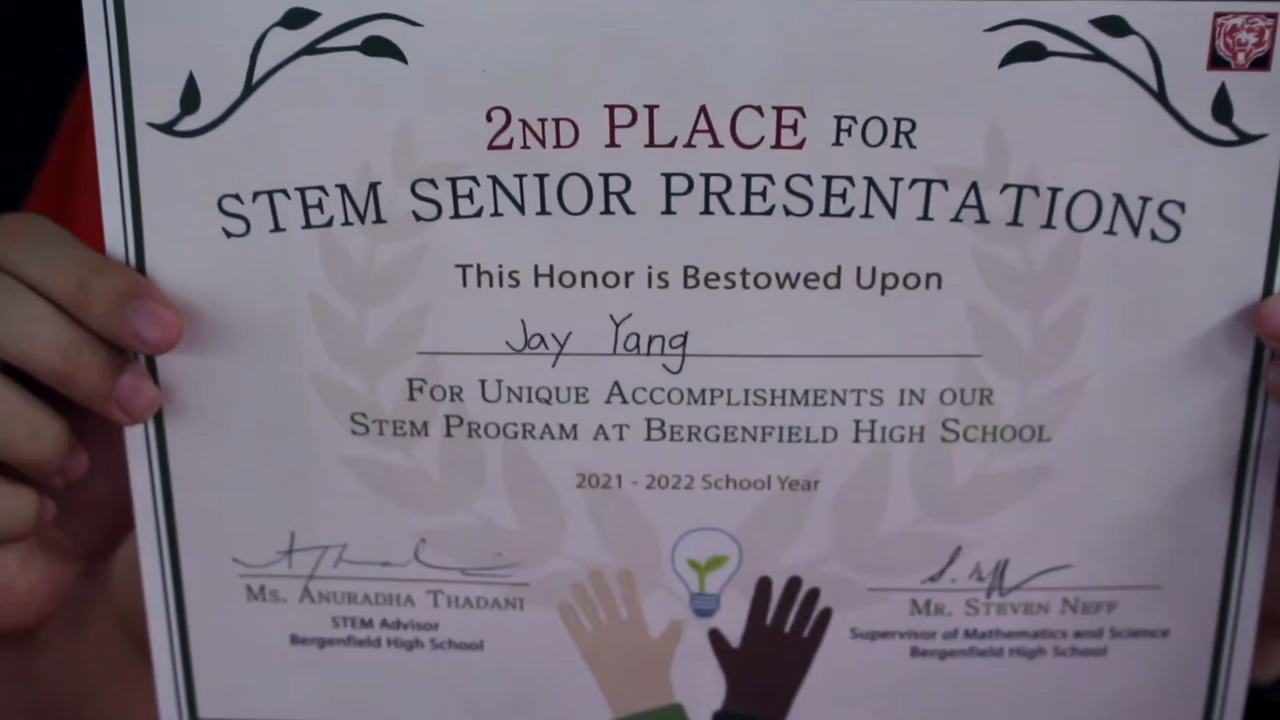 2ND PLACE FOR
STEM SENIOR PRESENTATIONS
This Honor is Bestowed Upon
Jay Yang
FOR UNIQUE ACCOMPLISHMENTS IN OUR
STEM PROGRAM AT BERGENFIELD HIGH SCHOOL
2021 - 2022 School Year
MS. ANURADHA THADANI
STEM Advisor
Bergenfield High School
MR. STEVEN NEFF
Supervisor of Mathematics and Science
Bergenfield High School